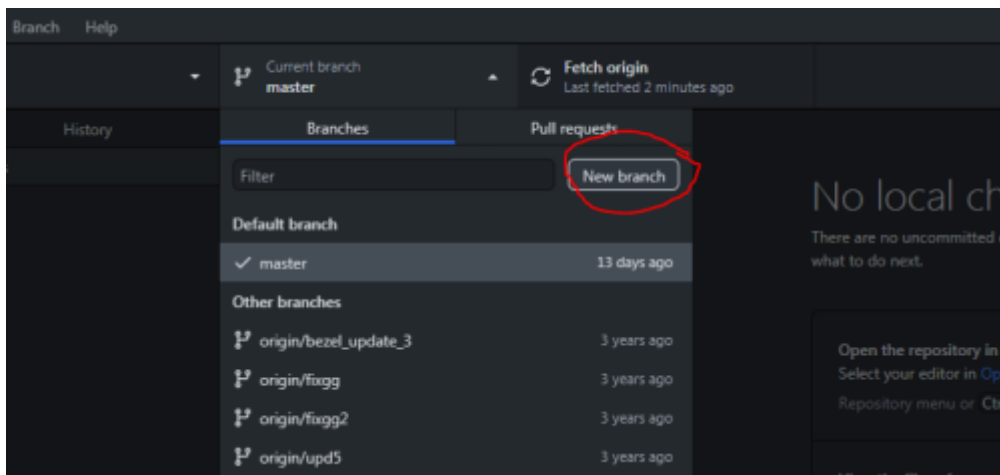 Branch Help
Current branch
master
Fetch origin
Last fetched 2 minutes ago
History
Branches
Pull requests
Filter
New branch
Default branch
master 13 days ago
Other branches
origin/bezel_update_3 3 years ago
origin/fixgg 3 years ago
origin/fixgg2 3 years ago
origin/upd5 3 years ago
No local ch
There are no uncommitted
what to do next.
Open the repository in
Select your editor in Op
Repository menu or Ct